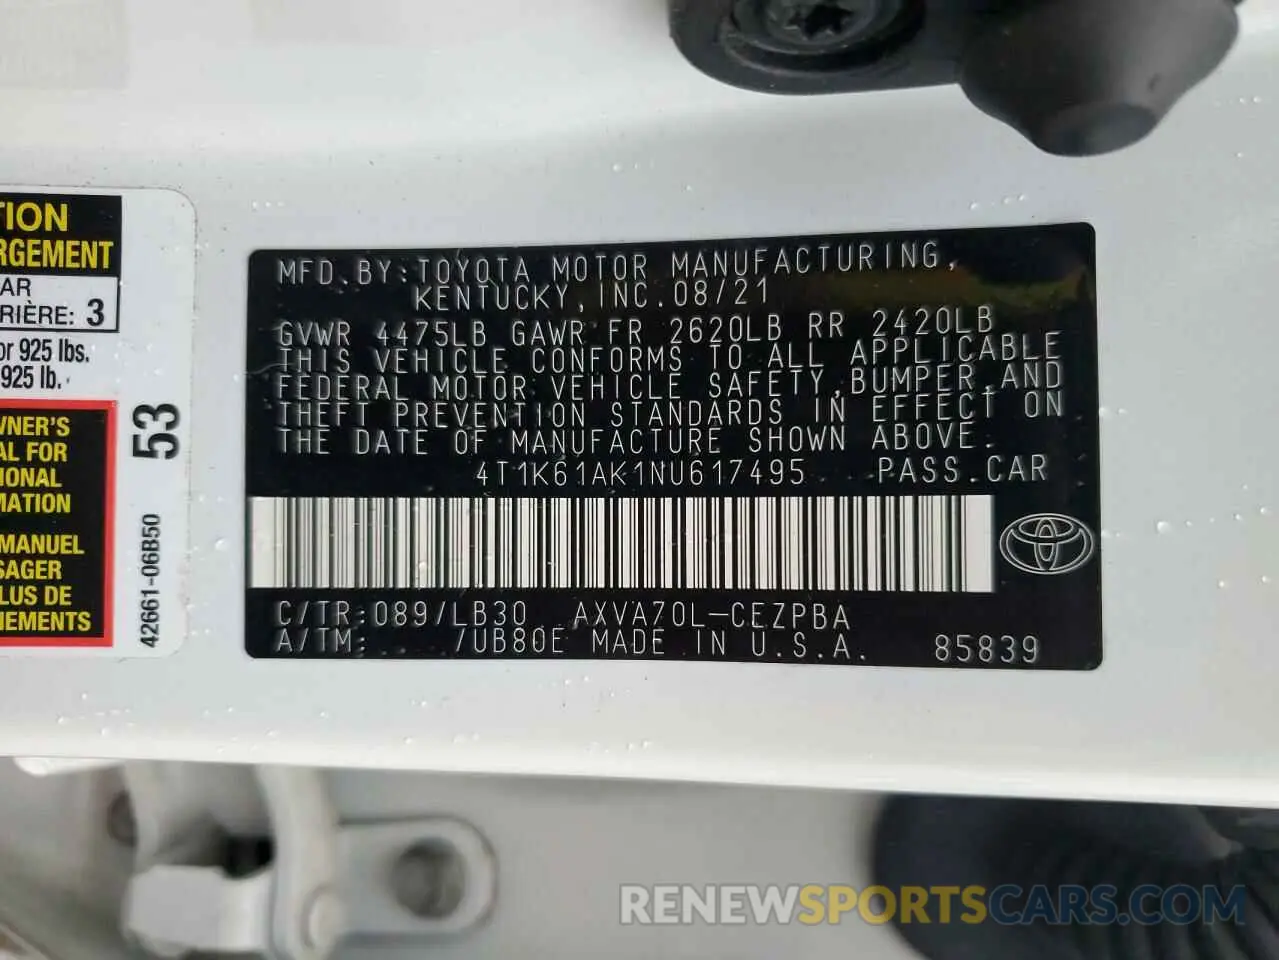 TION
RGEMENT
AR
RIÈRE: 3
or 925 lbs.
925 lb.
WNER'S
AL FOR
IONAL
MATION
MANUEL
SAGER
LUS DE
NEMENTS
53
42661-06B50
MFD.BY:TOYOTA MOTOR MANUFACTURING,
KENTUCKY,INC.08/21
GVWR 4475LB GAWR FR 2620LB RR 2420LB
THIS VEHICLE CONFORMS TO ALL APPLICABLE
FEDERAL MOTOR VEHICLE SAFETY,BUMPER,AND
THEFT PREVENTION STANDARDS IN EFFECT ON
THE DATE OF MANUFACTURE SHOWN ABOVE.
4T1K61AK1NU617495 PASS.CAR
C/TR:089/LB30 AXVA70L-CEZPBA
A/TM: /UB80E MADE IN U.S.A. 85839
RENEWSPORTSCARS.COM